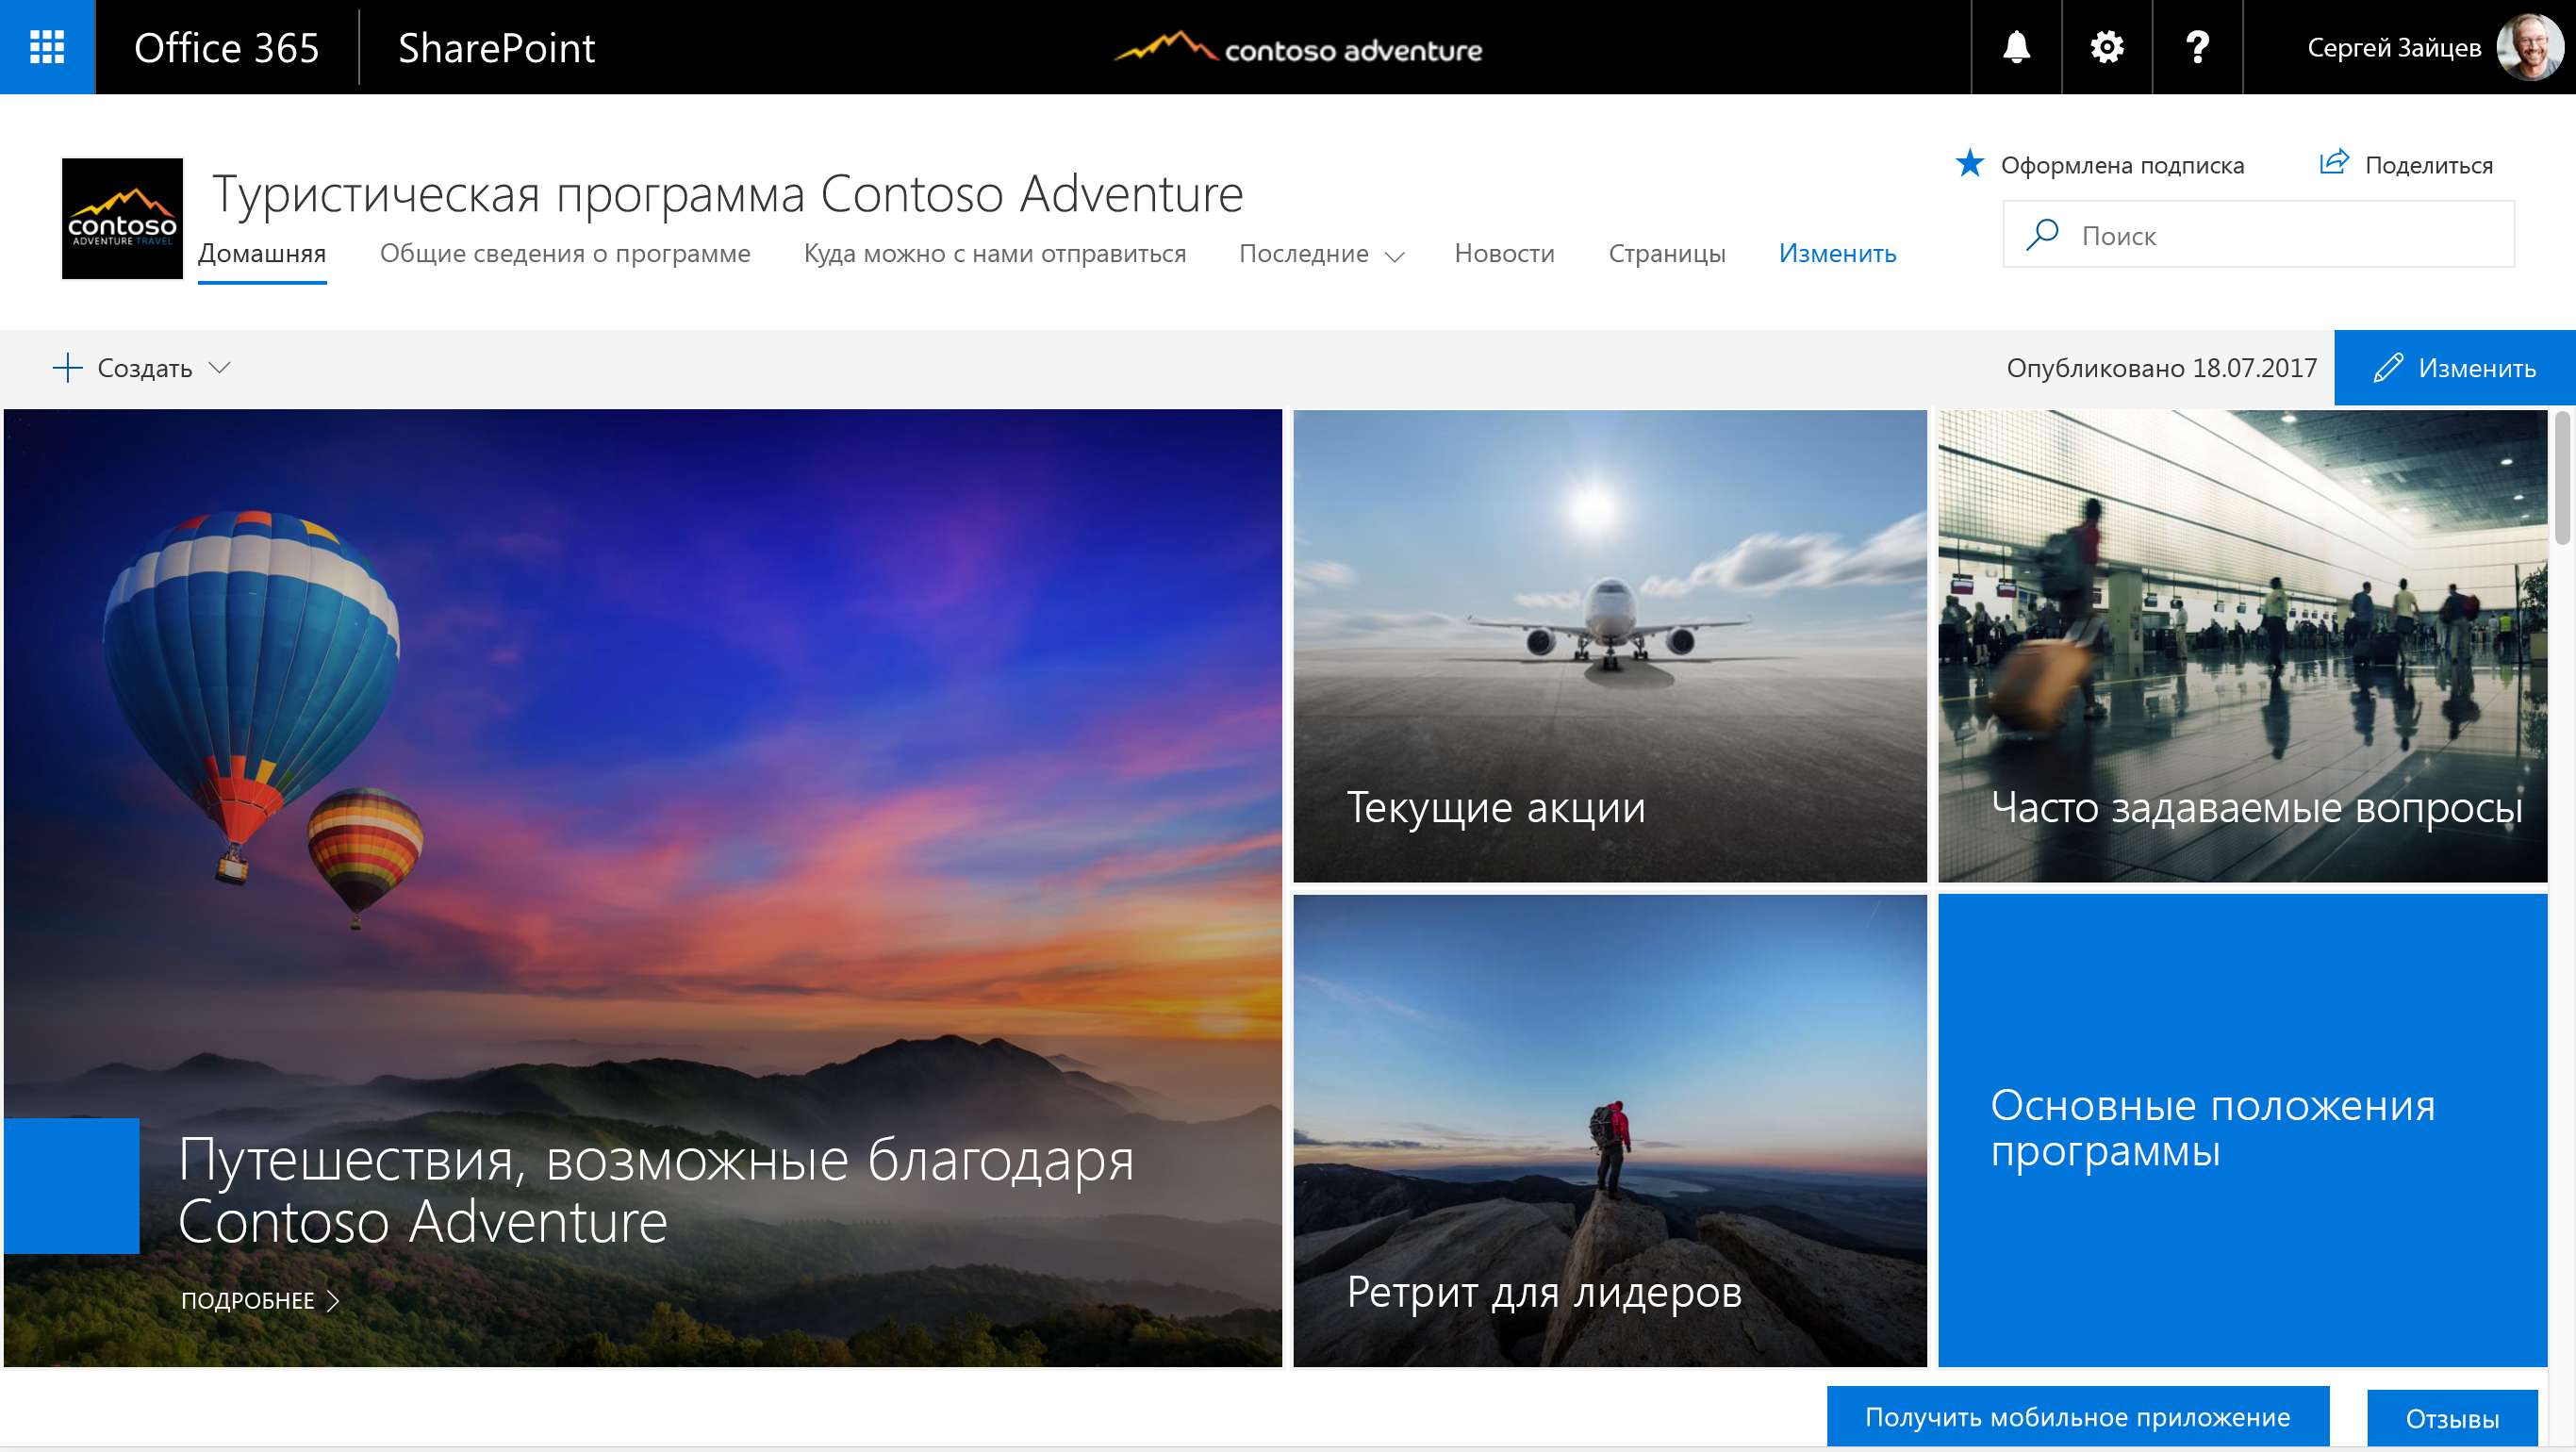 Office 365
SharePoint
contoso adventure
Сергей Зайцев
contoso
ADVENTURE TRAVEL
Туристическая программа Contoso Adventure
Оформлена подписка
Поделиться
Домашняя
Общие сведения о программе
Куда можно с нами отправиться
Последние
Новости
Страницы
Изменить
Поиск
Создать
Опубликовано 18.07.2017
Изменить
Путешествия, возможные благодаря
Contoso Adventure
ПОДРОБНЕЕ
Текущие акции
Часто задаваемые вопросы
Ретрит для лидеров
Основные положения
программы
Получить мобильное приложение
Отзывы